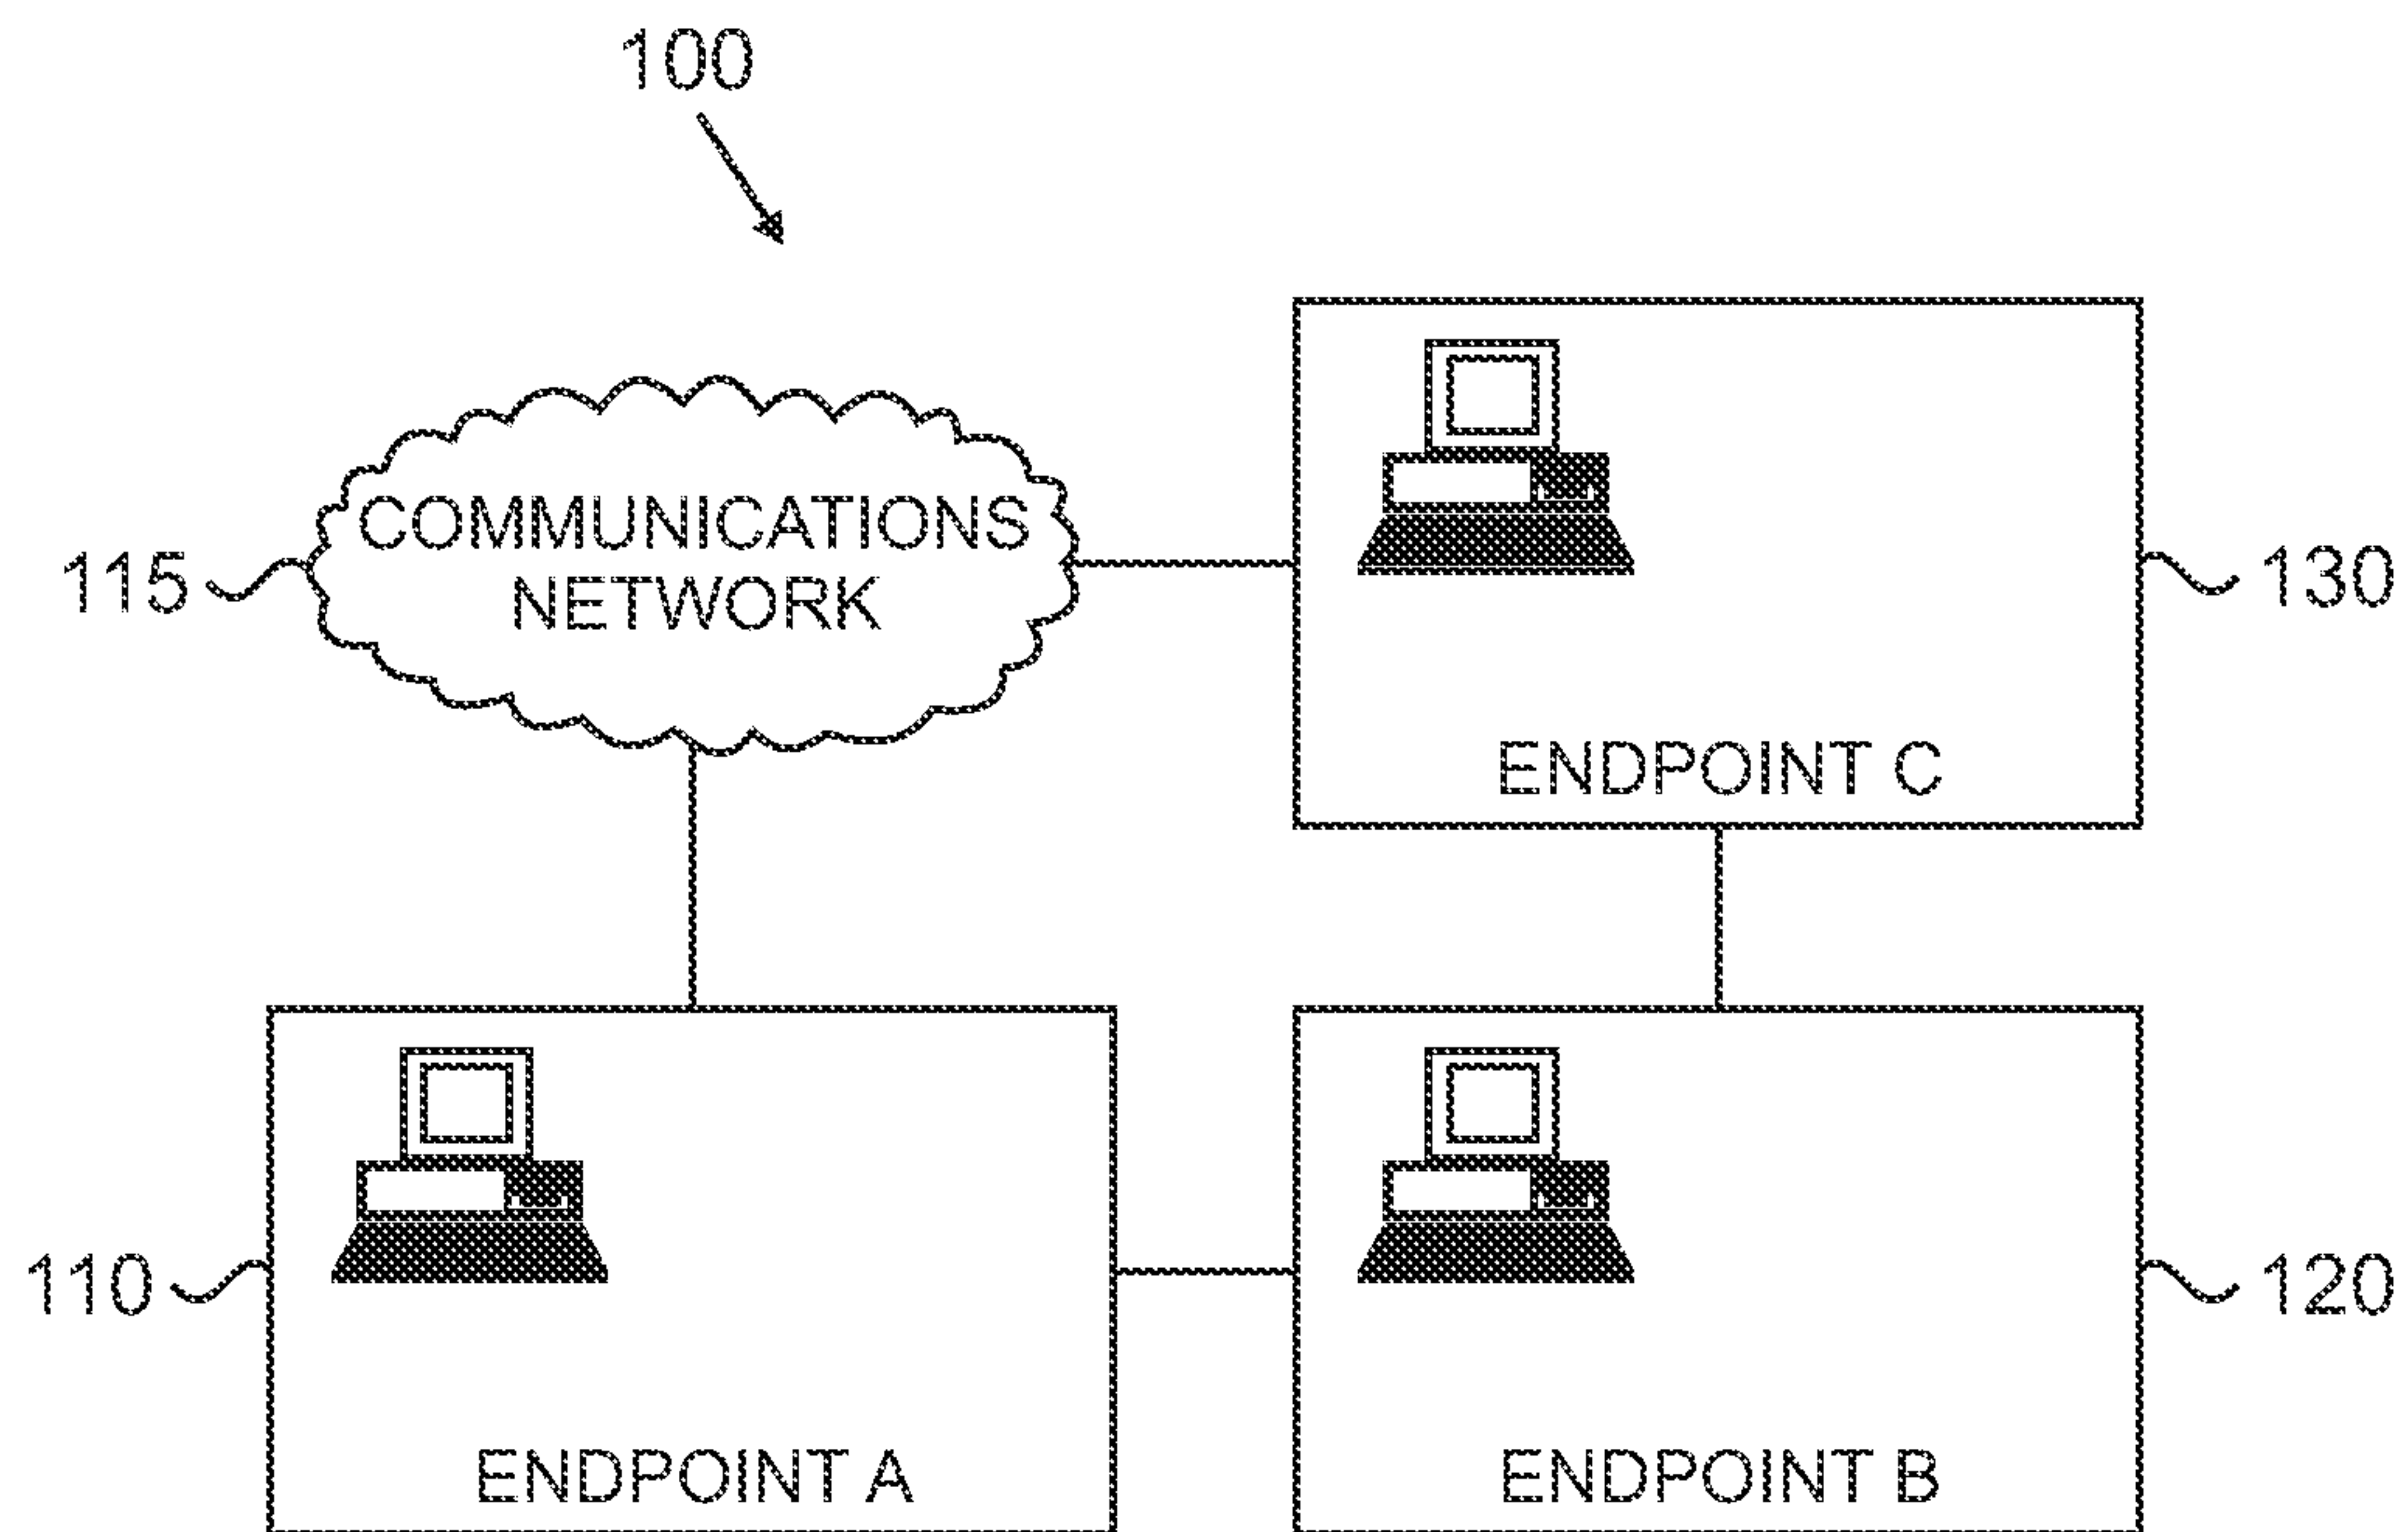 100
COMMUNICATIONS
NETWORK
115
130
ENDPOINT C
110
120
ENDPOINT A
ENDPOINT B